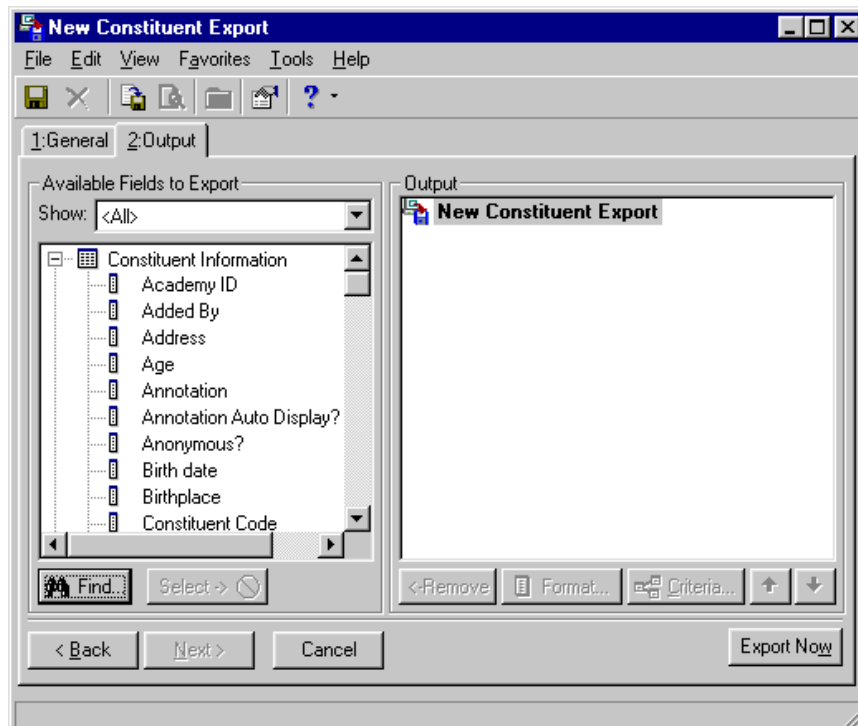 New Constituent Export
File Edit View Favorites Tools Help
1:General 2:Output
Available Fields to Export
Show: <All>
Constituent Information
Academy ID
Added By
Address
Age
Annotation
Annotation Auto Display?
Anonymous?
Birth date
Birthplace
Constituent Code
Find...
Select ->
Output
New Constituent Export
<-Remove Format... Criteria...
< Back Next > Cancel Export Now